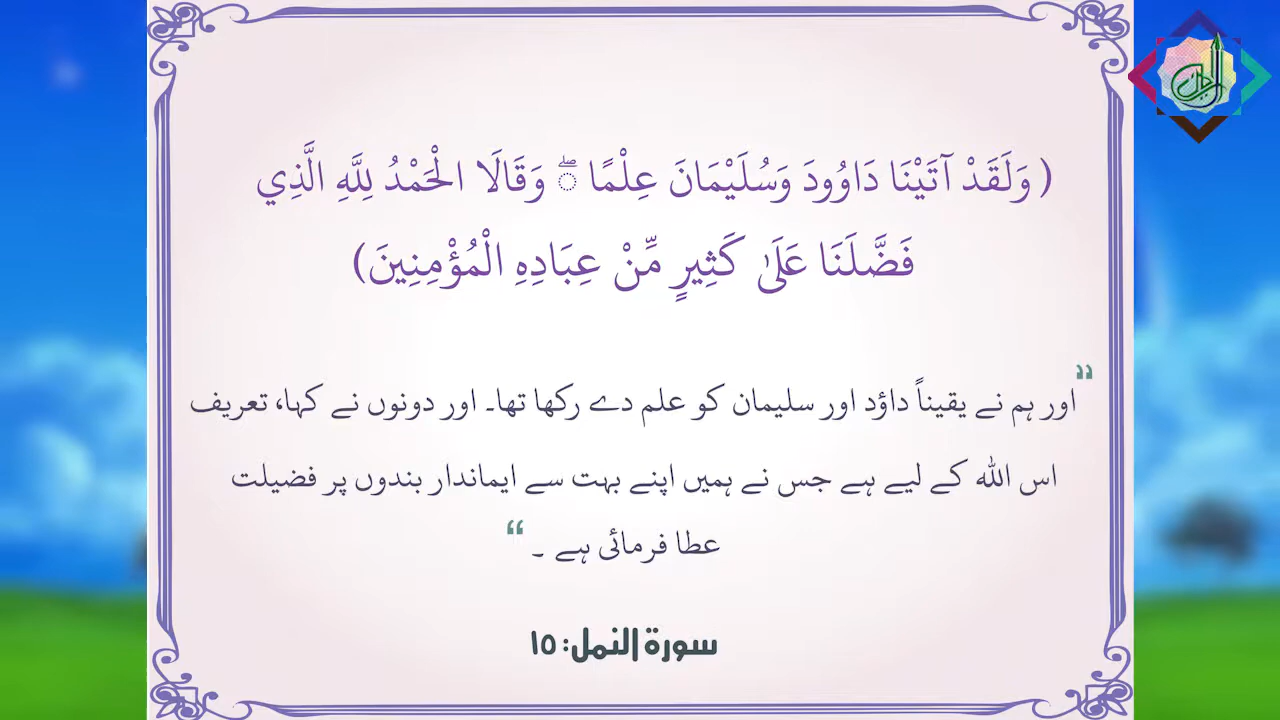 ( وَلَقَدْ آتَيْنَا دَاوُودَ وَسُلَيْمَانَ عِلْمًا ۖ وَقَالَا الْحَمْدُ لِلَّهِ الَّذِي
فَضَّلَنَا عَلَىٰ كَثِيرٍ مِّنْ عِبَادِهِ الْمُؤْمِنِينَ)
"اور ہم نے یقیناً داؤد اور سلیمان کو علم دے رکھا تھا۔ اور دونوں نے کہا، تعریف
اس اللہ کے لیے ہے جس نے ہمیں اپنے بہت سے ایماندار بندوں پر فضیلت
عطا فرمائی ہے ۔ "
سورة النمل: ١٥